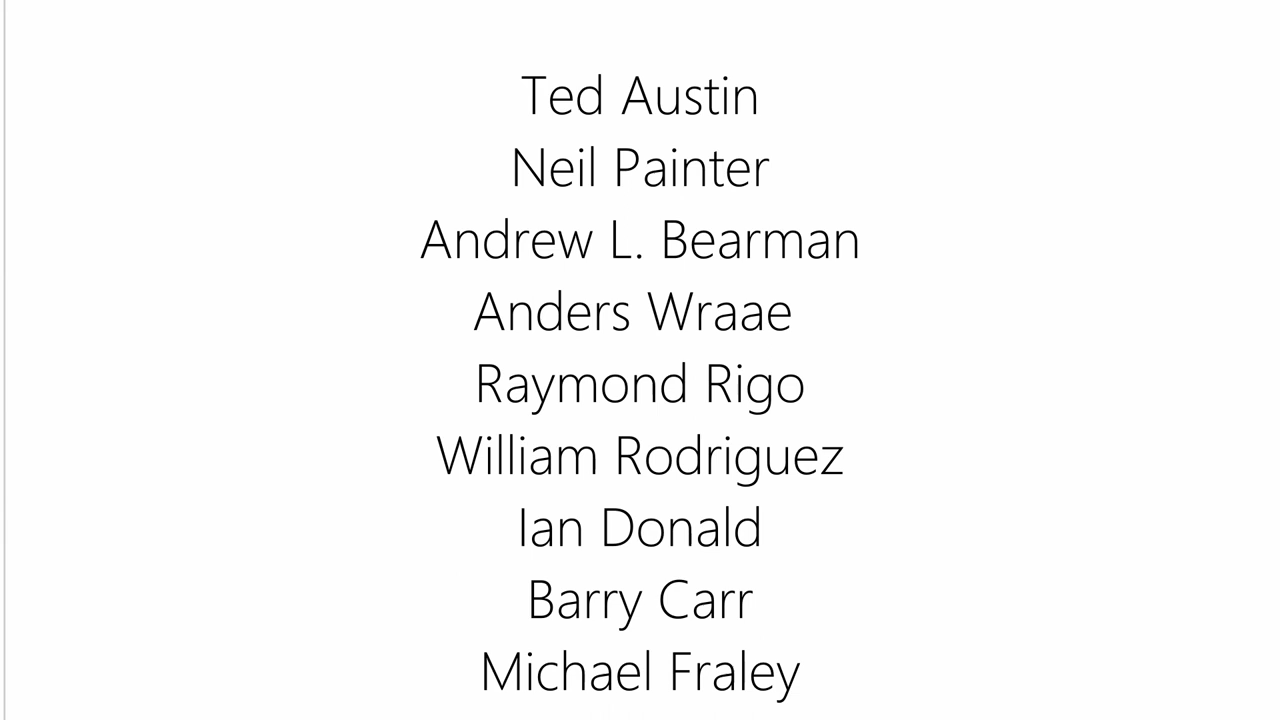 Ted Austin
Neil Painter
Andrew L. Bearman
Anders Wraae
Raymond Rigo
William Rodriguez
Ian Donald
Barry Carr
Michael Fraley